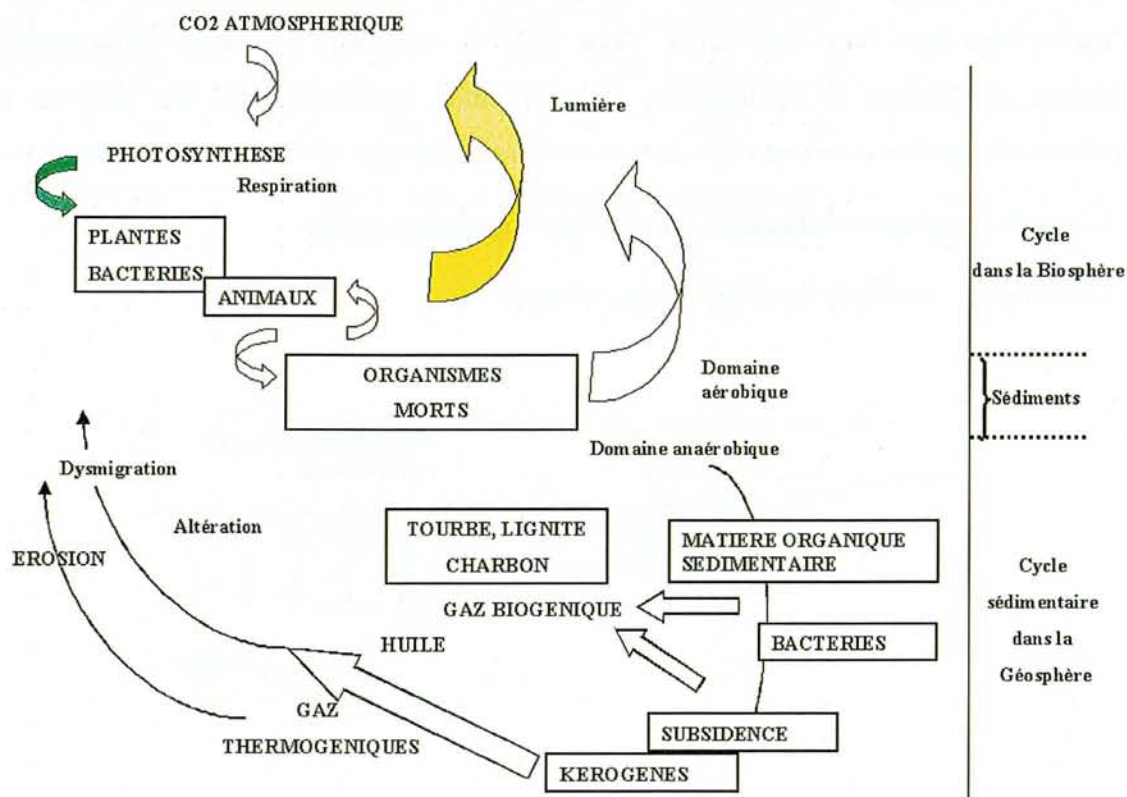 CO2 ATMOSPHERIQUE
Lumière
PHOTOSYNTHESE
Respiration
PLANTES
BACTERIES
ANIMAUX
ORGANISMES
MORTS
Domaine
aérobique
Domaine anaérobique
Dysmigration
Altération
EROSION
TOURBE, LIGNITE
CHARBON
MATIERE ORGANIQUE
SEDIMENTAIRE
GAZ BIOGENIQUE
HUILE
BACTERIES
GAZ
THERMOGENIQUES
SUBSIDENCE
KEROGENES
Cycle
dans la Biosphère
Sédiments
Cycle
sédimentaire
dans la
Géosphère